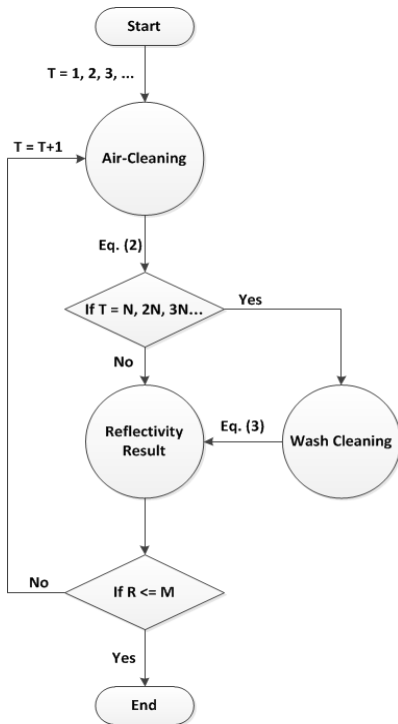 Start
T = 1, 2, 3, ...
T = T+1
Air-Cleaning
Eq. (2)
If T = N, 2N, 3N...
Yes
No
Reflectivity
Result
Eq. (3)
Wash Cleaning
No
If R <= M
Yes
End